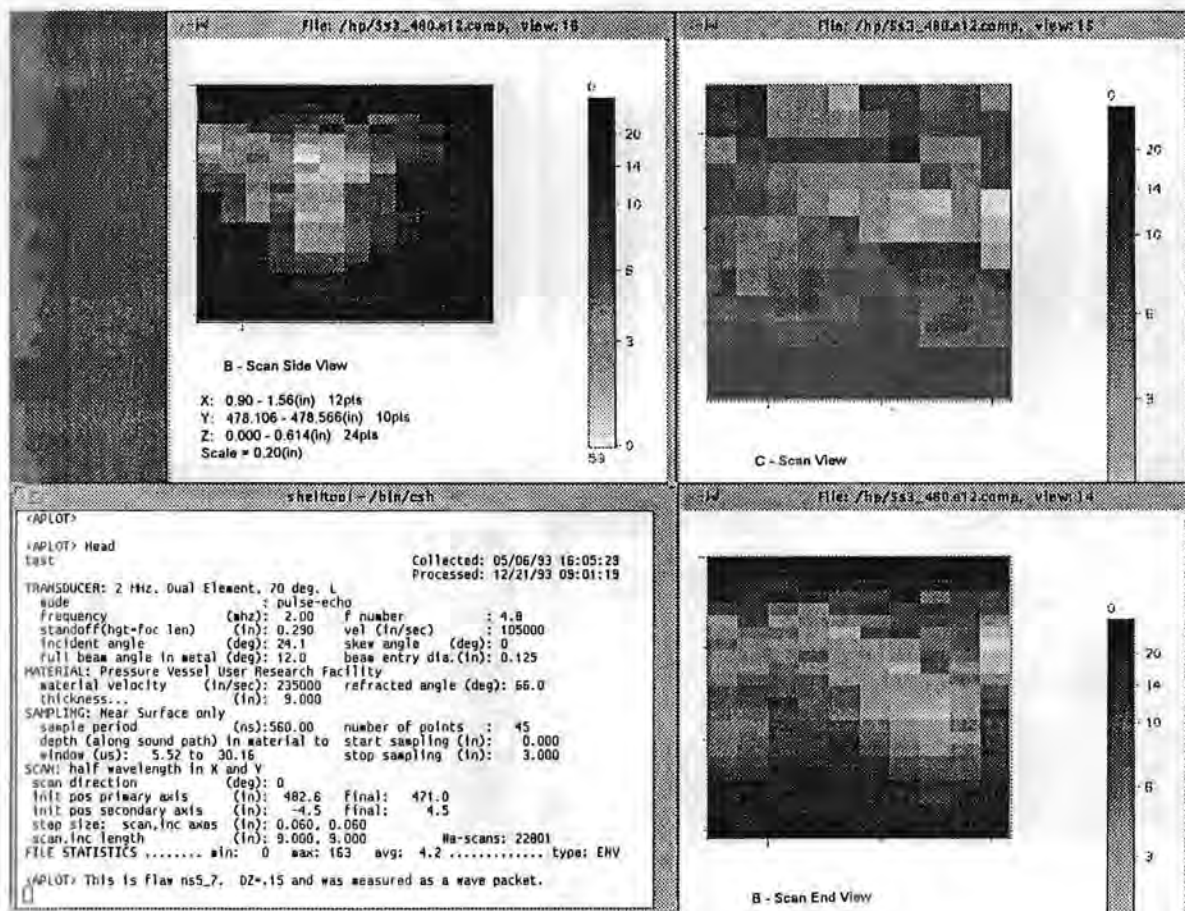 File: /hp/5s3_480.e12.comp, view: 16
0
20
14
10
6
3
0
59
B - Scan Side View
X: 0.90 - 1.56(in) 12pts
Y: 478.106 - 478.566(in) 10pts
Z: 0.000 - 0.614(in) 24pts
Scale = 0.20(in)
File: /hp/5s3_480.e12.comp, view: 15
0
20
14
10
6
3
C - Scan View
shelltool - /bin/csh
<APLOT>
<APLOT> Head
test Collected: 05/06/93 16:05:29
Processed: 12/21/93 09:01:19
TRANSDUCER: 2 MHz. Dual Element. 70 deg. L
mode : pulse-echo
frequency (mhz): 2.00 f number : 4.8
standoff(hgt-foc len) (in): 0.290 vel (in/sec) : 105000
incident angle (deg): 24.1 skew angle (deg): 0
full beam angle in metal (deg): 12.0 beam entry dia.(in): 0.125
MATERIAL: Pressure Vessel User Research Facility
material velocity (in/sec): 235000 refracted angle (deg): 66.0
thickness... (in): 9.000
SAMPLING: Near Surface only
sample period (ns):560.00 number of points : 45
depth (along sound path) in material to start sampling (in): 0.000
window (us): 5.52 to 30.16 stop sampling (in): 3.000
SCAN: half wavelength in X and Y
scan direction (deg): 0
init pos primary axis (in): 482.6 final: 471.0
init pos secondary axis (in): -4.5 final: 4.5
step size: scan,inc axes (in): 0.060, 0.060
scan,inc length (in): 9.000, 9.000 #a-scans: 22801
FILE STATISTICS ........ min: 0 max: 163 avg: 4.2 ............. type: ENV
<APLOT> This is flaw ns5_7. DZ=.15 and was measured as a wave packet.
File: /hp/5s3_480.e12.comp, view: 14
0
20
14
10
6
3
B - Scan End View